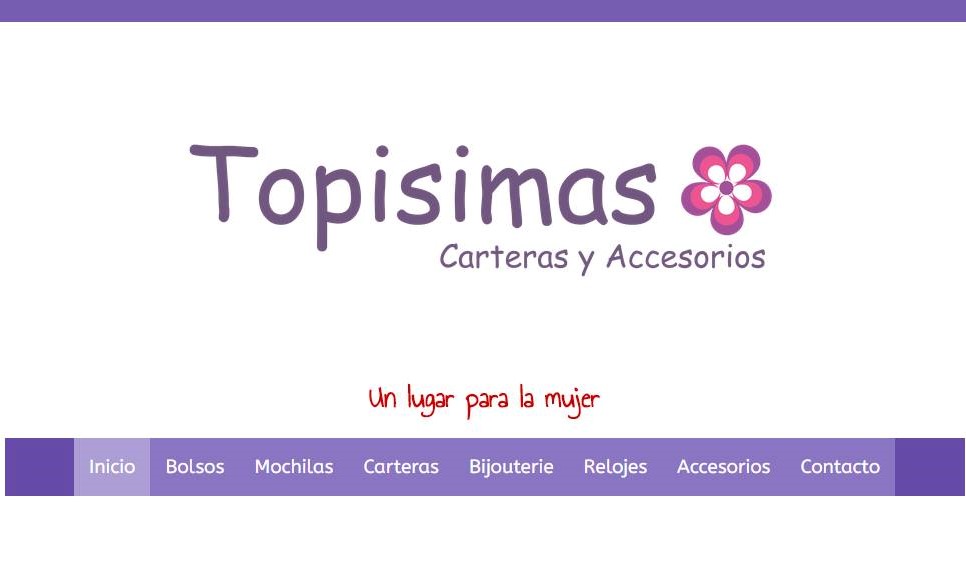 Topisimas
Carteras y Accesorios
Un lugar para la mujer
Inicio Bolsos Mochilas Carteras Bijouterie Relojes Accesorios Contacto